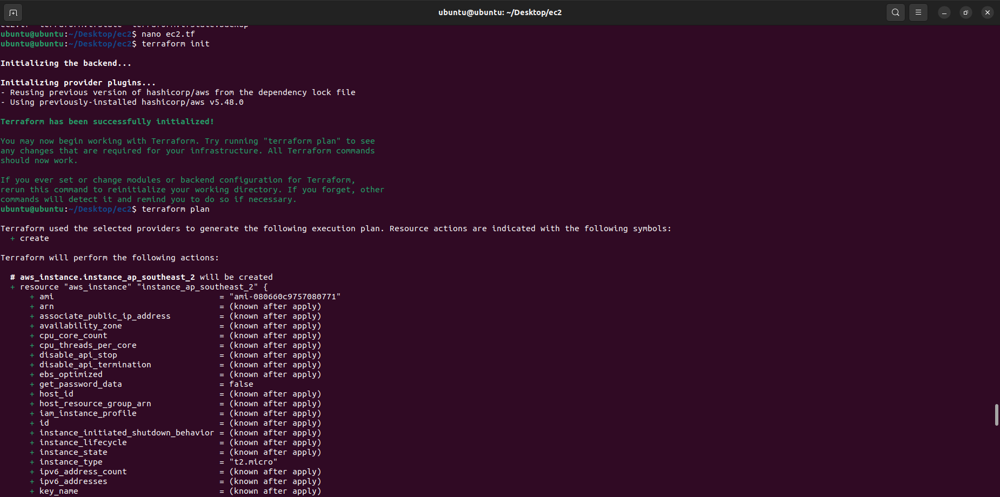 ubuntu@ubuntu: ~/Desktop/ec2
ec2.tf  terraform.tfstate  terraform.tfstate.backup
ubuntu@ubuntu:~/Desktop/ec2$ nano ec2.tf
ubuntu@ubuntu:~/Desktop/ec2$ terraform init
Initializing the backend...
Initializing provider plugins...
- Reusing previous version of hashicorp/aws from the dependency lock file
- Using previously-installed hashicorp/aws v5.48.0
Terraform has been successfully initialized!
You may now begin working with Terraform. Try running "terraform plan" to see
any changes that are required for your infrastructure. All Terraform commands
should now work.
If you ever set or change modules or backend configuration for Terraform,
rerun this command to reinitialize your working directory. If you forget, other
commands will detect it and remind you to do so if necessary.
ubuntu@ubuntu:~/Desktop/ec2$ terraform plan
Terraform used the selected providers to generate the following execution plan. Resource actions are indicated with the following symbols:
  + create
Terraform will perform the following actions:
  # aws_instance.instance_ap_southeast_2 will be created
  + resource "aws_instance" "instance_ap_southeast_2" {
      + ami                                  = "ami-080660c9757080771"
      + arn                                  = (known after apply)
      + associate_public_ip_address          = (known after apply)
      + availability_zone                    = (known after apply)
      + cpu_core_count                       = (known after apply)
      + cpu_threads_per_core                 = (known after apply)
      + disable_api_stop                     = (known after apply)
      + disable_api_termination              = (known after apply)
      + ebs_optimized                        = (known after apply)
      + get_password_data                    = false
      + host_id                              = (known after apply)
      + host_resource_group_arn              = (known after apply)
      + iam_instance_profile                 = (known after apply)
      + id                                   = (known after apply)
      + instance_initiated_shutdown_behavior = (known after apply)
      + instance_lifecycle                   = (known after apply)
      + instance_state                       = (known after apply)
      + instance_type                        = "t2.micro"
      + ipv6_address_count                   = (known after apply)
      + ipv6_addresses                       = (known after apply)
      + key_name                             = (known after apply)